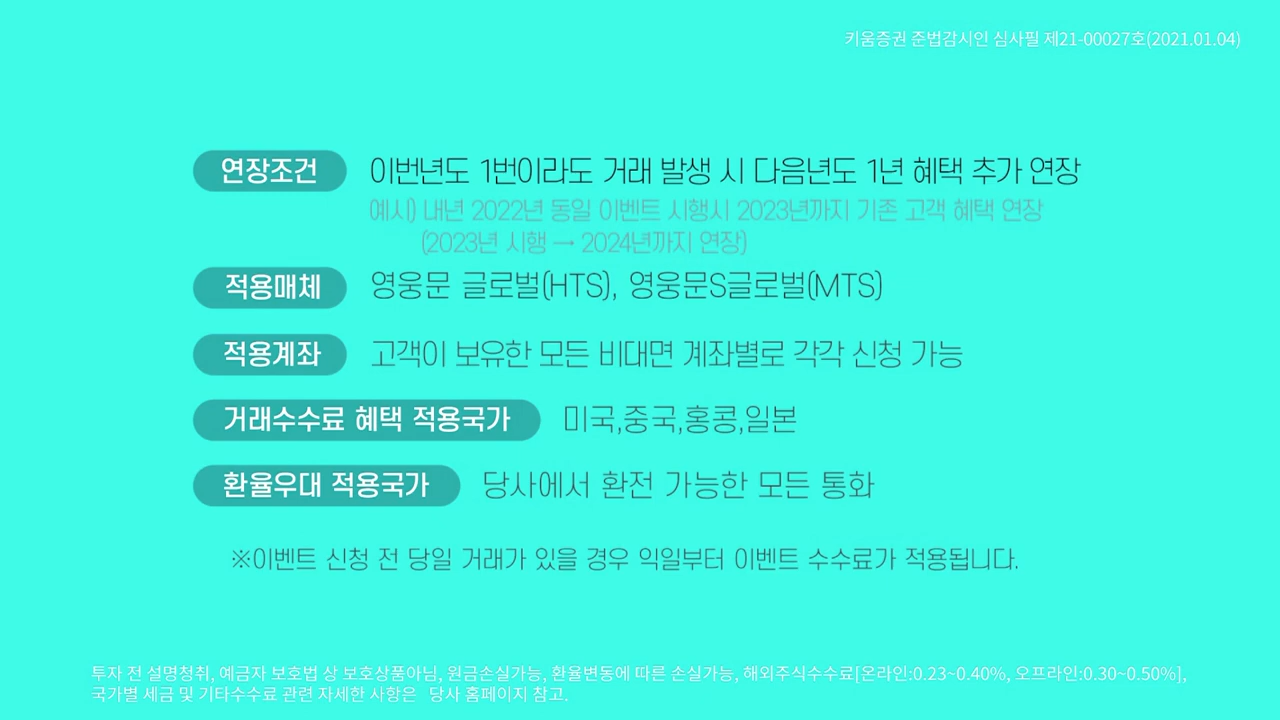 키움증권 준법감시인 심사필 제21-00027호(2021.01.04)
연장조건 이번년도 1번이라도 거래 발생 시 다음년도 1년 혜택 추가 연장
예시) 내년 2022년 동일 이벤트 시행시 2023년까지 기존 고객 혜택 연장
(2023년 시행 → 2024년까지 연장)
적용매체 영웅문 글로벌(HTS), 영웅문S글로벌(MTS)
적용계좌 고객이 보유한 모든 비대면 계좌별로 각각 신청 가능
거래수수료 혜택 적용국가 미국,중국,홍콩,일본
환율우대 적용국가 당사에서 환전 가능한 모든 통화
※이벤트 신청 전 당일 거래가 있을 경우 익일부터 이벤트 수수료가 적용됩니다.
투자 전 설명청취, 예금자 보호법 상 보호상품아님, 원금손실가능, 환율변동에 따른 손실가능, 해외주식수수료[온라인:0.23~0.40%, 오프라인:0.30~0.50%],
국가별 세금 및 기타수수료 관련 자세한 사항은 당사 홈페이지 참고.